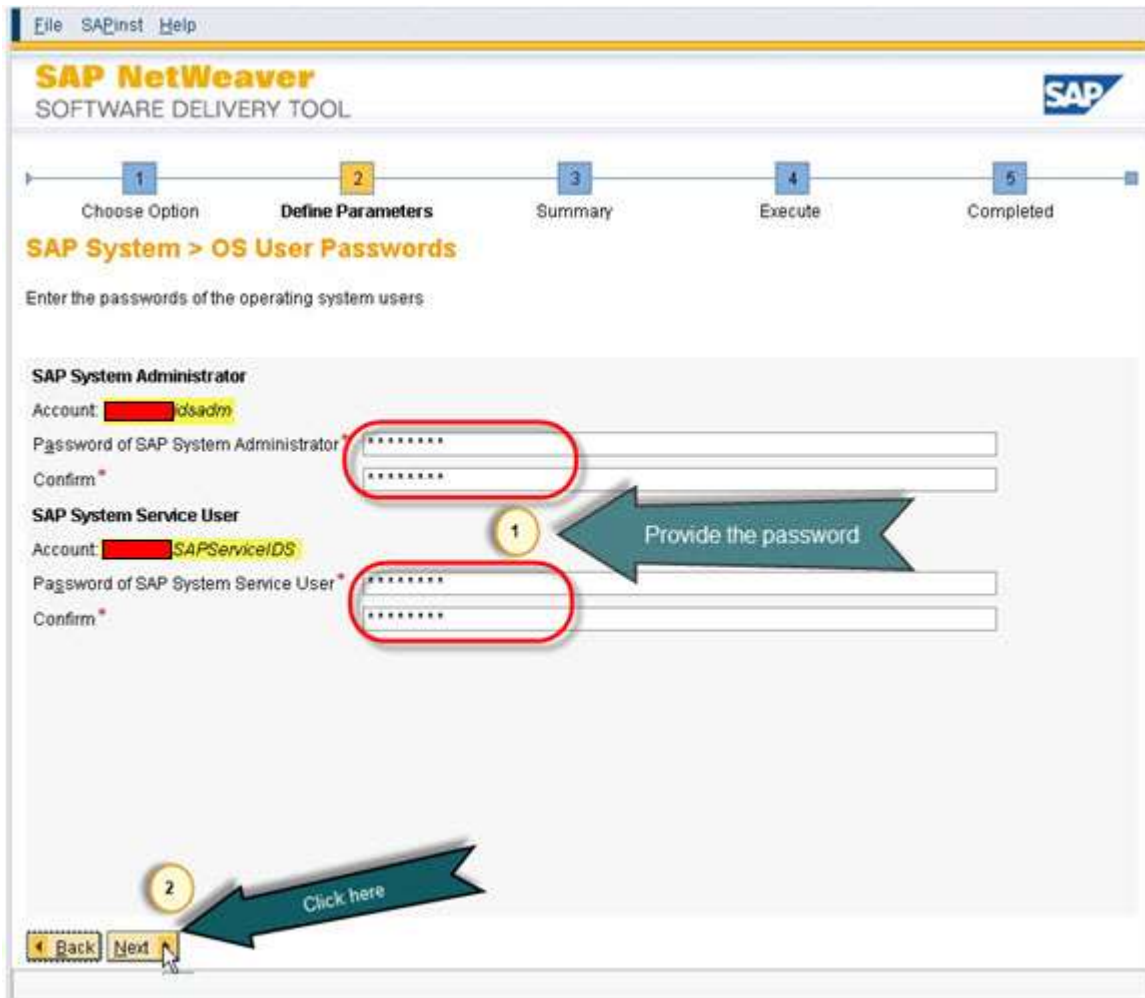 File SAPinst Help
SAP NetWeaver
SOFTWARE DELIVERY TOOL
SAP
1 2 3 4 5
Choose Option Define Parameters Summary Execute Completed
SAP System > OS User Passwords
Enter the passwords of the operating system users
SAP System Administrator
Account: idsadm
Password of SAP System Administrator * ********
Confirm * ********
SAP System Service User
1 Provide the password
Account: SAPServiceIDS
Password of SAP System Service User * ********
Confirm * ********
2 Click here
Back Next